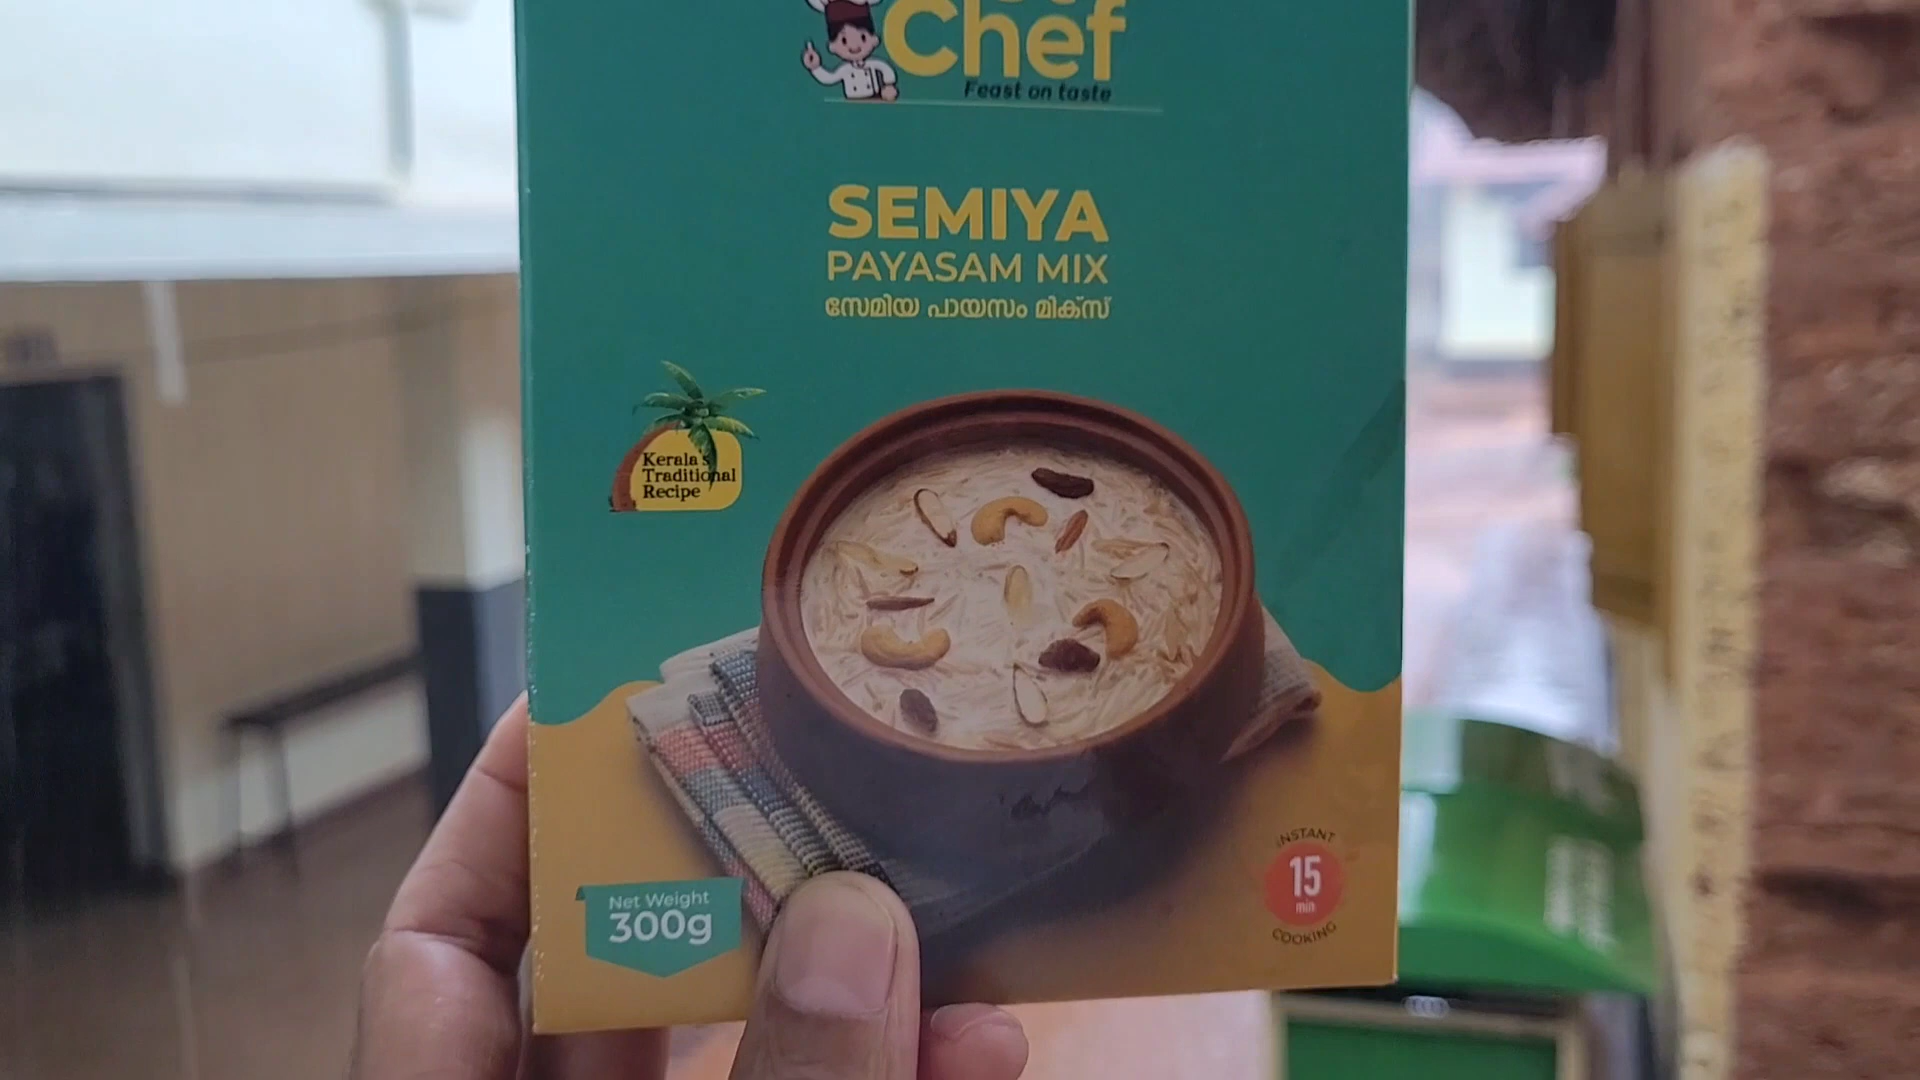 Chef
Feast on taste
SEMIYA
PAYASAM MIX
സേമിയ പായസം മിക്സ്
Kerala's
Traditional
Recipe
Net Weight
300g
INSTANT
15
min
COOKING